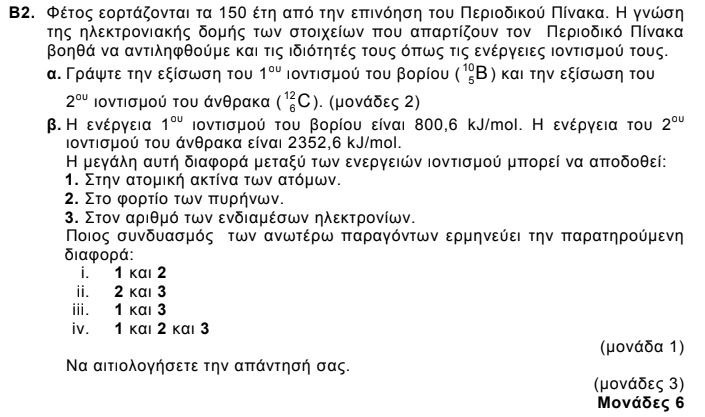 Β2. Φέτος εορτάζονται τα 150 έτη από την επινόηση του Περιοδικού Πίνακα. Η γνώση
της ηλεκτρονιακής δομής των στοιχείων που απαρτίζουν τον Περιοδικό Πίνακα
βοηθά να αντιληφθούμε και τις ιδιότητές τους όπως τις ενέργειες ιοντισμού τους.
α. Γράψτε την εξίσωση του 1ου ιοντισμού του βορίου (¹⁰₅B) και την εξίσωση του
2ου ιοντισμού του άνθρακα (¹²₆C). (μονάδες 2)
β. Η ενέργεια 1ου ιοντισμού του βορίου είναι 800,6 kJ/mol. Η ενέργεια του 2ου
ιοντισμού του άνθρακα είναι 2352,6 kJ/mol.
Η μεγάλη αυτή διαφορά μεταξύ των ενεργειών ιοντισμού μπορεί να αποδοθεί:
1. Στην ατομική ακτίνα των ατόμων.
2. Στο φορτίο των πυρήνων.
3. Στον αριθμό των ενδιαμέσων ηλεκτρονίων.
Ποιος συνδυασμός των ανωτέρω παραγόντων ερμηνεύει την παρατηρούμενη
διαφορά:
i. 1 και 2
ii. 2 και 3
iii. 1 και 3
iv. 1 και 2 και 3
(μονάδα 1)
Να αιτιολογήσετε την απάντησή σας.
(μονάδες 3)
Μονάδες 6